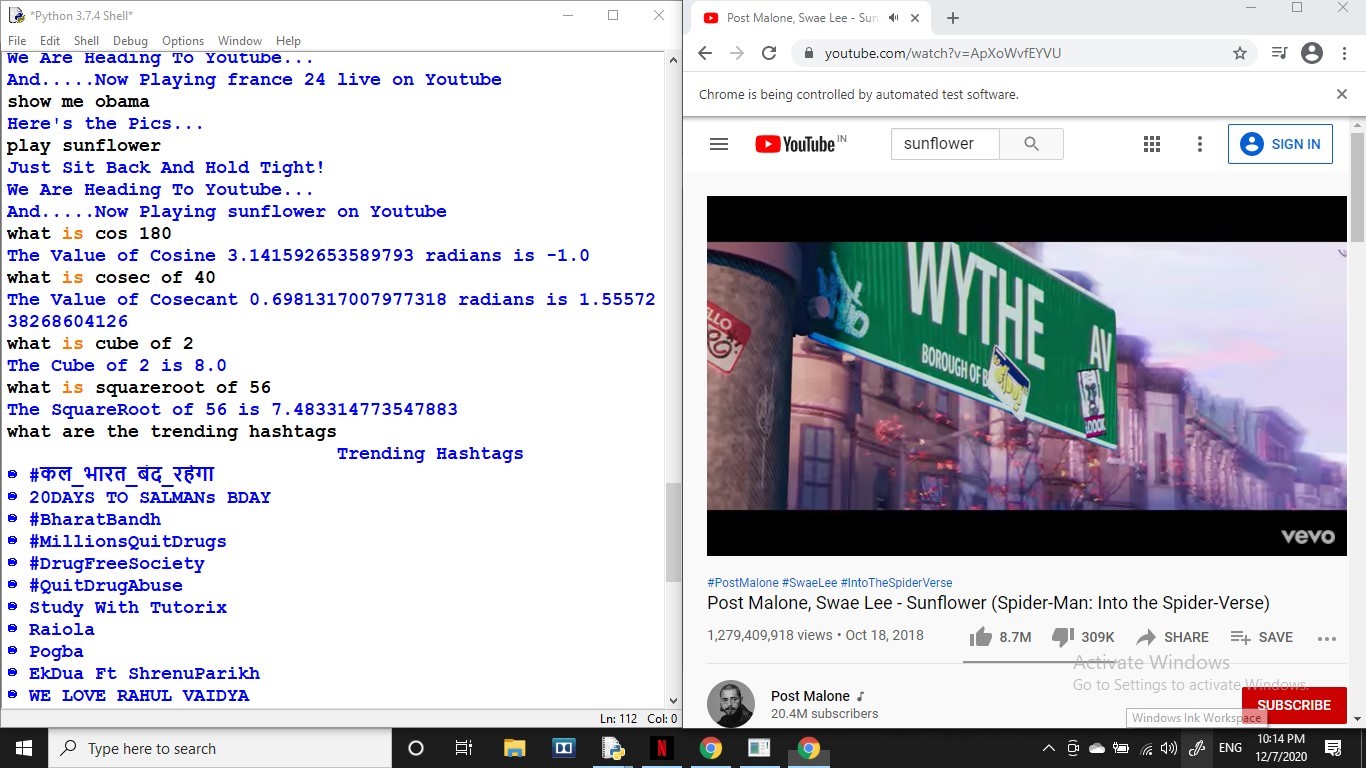 *Python 3.7.4 Shell*
File Edit Shell Debug Options Window Help
We Are Heading To Youtube...
And.....Now Playing france 24 live on Youtube
show me obama
Here's the Pics...
play sunflower
Just Sit Back And Hold Tight!
We Are Heading To Youtube...
And.....Now Playing sunflower on Youtube
what is cos 180
The Value of Cosine 3.141592653589793 radians is -1.0
what is cosec of 40
The Value of Cosecant 0.6981317007977318 radians is 1.55572
38268604126
what is cube of 2
The Cube of 2 is 8.0
what is squareroot of 56
The SquareRoot of 56 is 7.483314773547883
what are the trending hashtags
Trending Hashtags
#कल_भारत_बंद_रहेगा
20DAYS TO SALMANs BDAY
#BharatBandh
#MillionsQuitDrugs
#DrugFreeSociety
#QuitDrugAbuse
Study With Tutorix
Raiola
Pogba
EkDua Ft ShrenuParikh
WE LOVE RAHUL VAIDYA
Ln: 112 Col: 0
Post Malone, Swae Lee - Sun
youtube.com/watch?v=ApXoWvfEYVU
Chrome is being controlled by automated test software.
YouTube IN
sunflower
SIGN IN
WYTHE AV
BOROUGH OF B
vevo
#PostMalone #SwaeLee #IntoTheSpiderVerse
Post Malone, Swae Lee - Sunflower (Spider-Man: Into the Spider-Verse)
1,279,409,918 views • Oct 18, 2018 8.7M 309K SHARE SAVE
Activate Windows
Go to Settings to activate Windows.
Post Malone
20.4M subscribers
SUBSCRIBE
Windows Ink Workspace
Type here to search
ENG
10:14 PM
12/7/2020